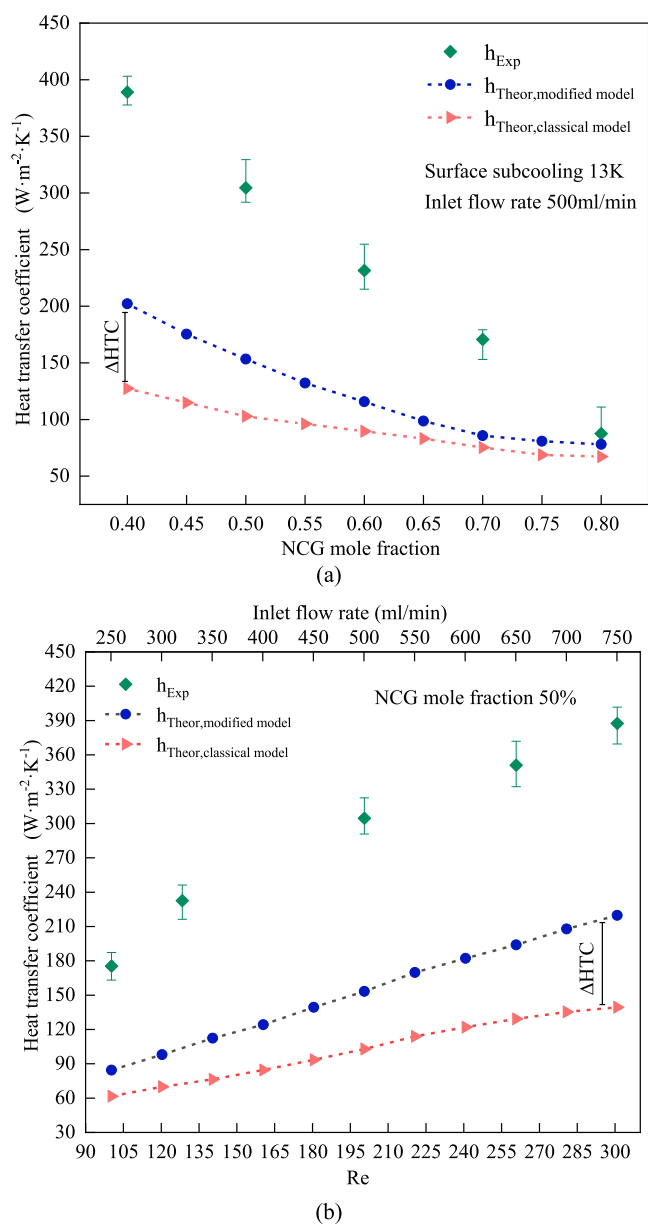 450
400
350
300
250
200
150
100
50
Heat transfer coefficient (W·m⁻²·K⁻¹)
h_Exp
h_Theor,modified model
h_Theor,classical model
Surface subcooling 13K
Inlet flow rate 500ml/min
ΔHTC
0.40 0.45 0.50 0.55 0.60 0.65 0.70 0.75 0.80
NCG mole fraction
(a)
Inlet flow rate (ml/min)
250 300 350 400 450 500 550 600 650 700 750
450
420
390
360
330
300
270
240
210
180
150
120
90
60
30
Heat transfer coefficient (W·m⁻²·K⁻¹)
h_Exp
h_Theor,modified model
h_Theor,classical model
NCG mole fraction 50%
ΔHTC
90 105 120 135 150 165 180 195 210 225 240 255 270 285 300
Re
(b)